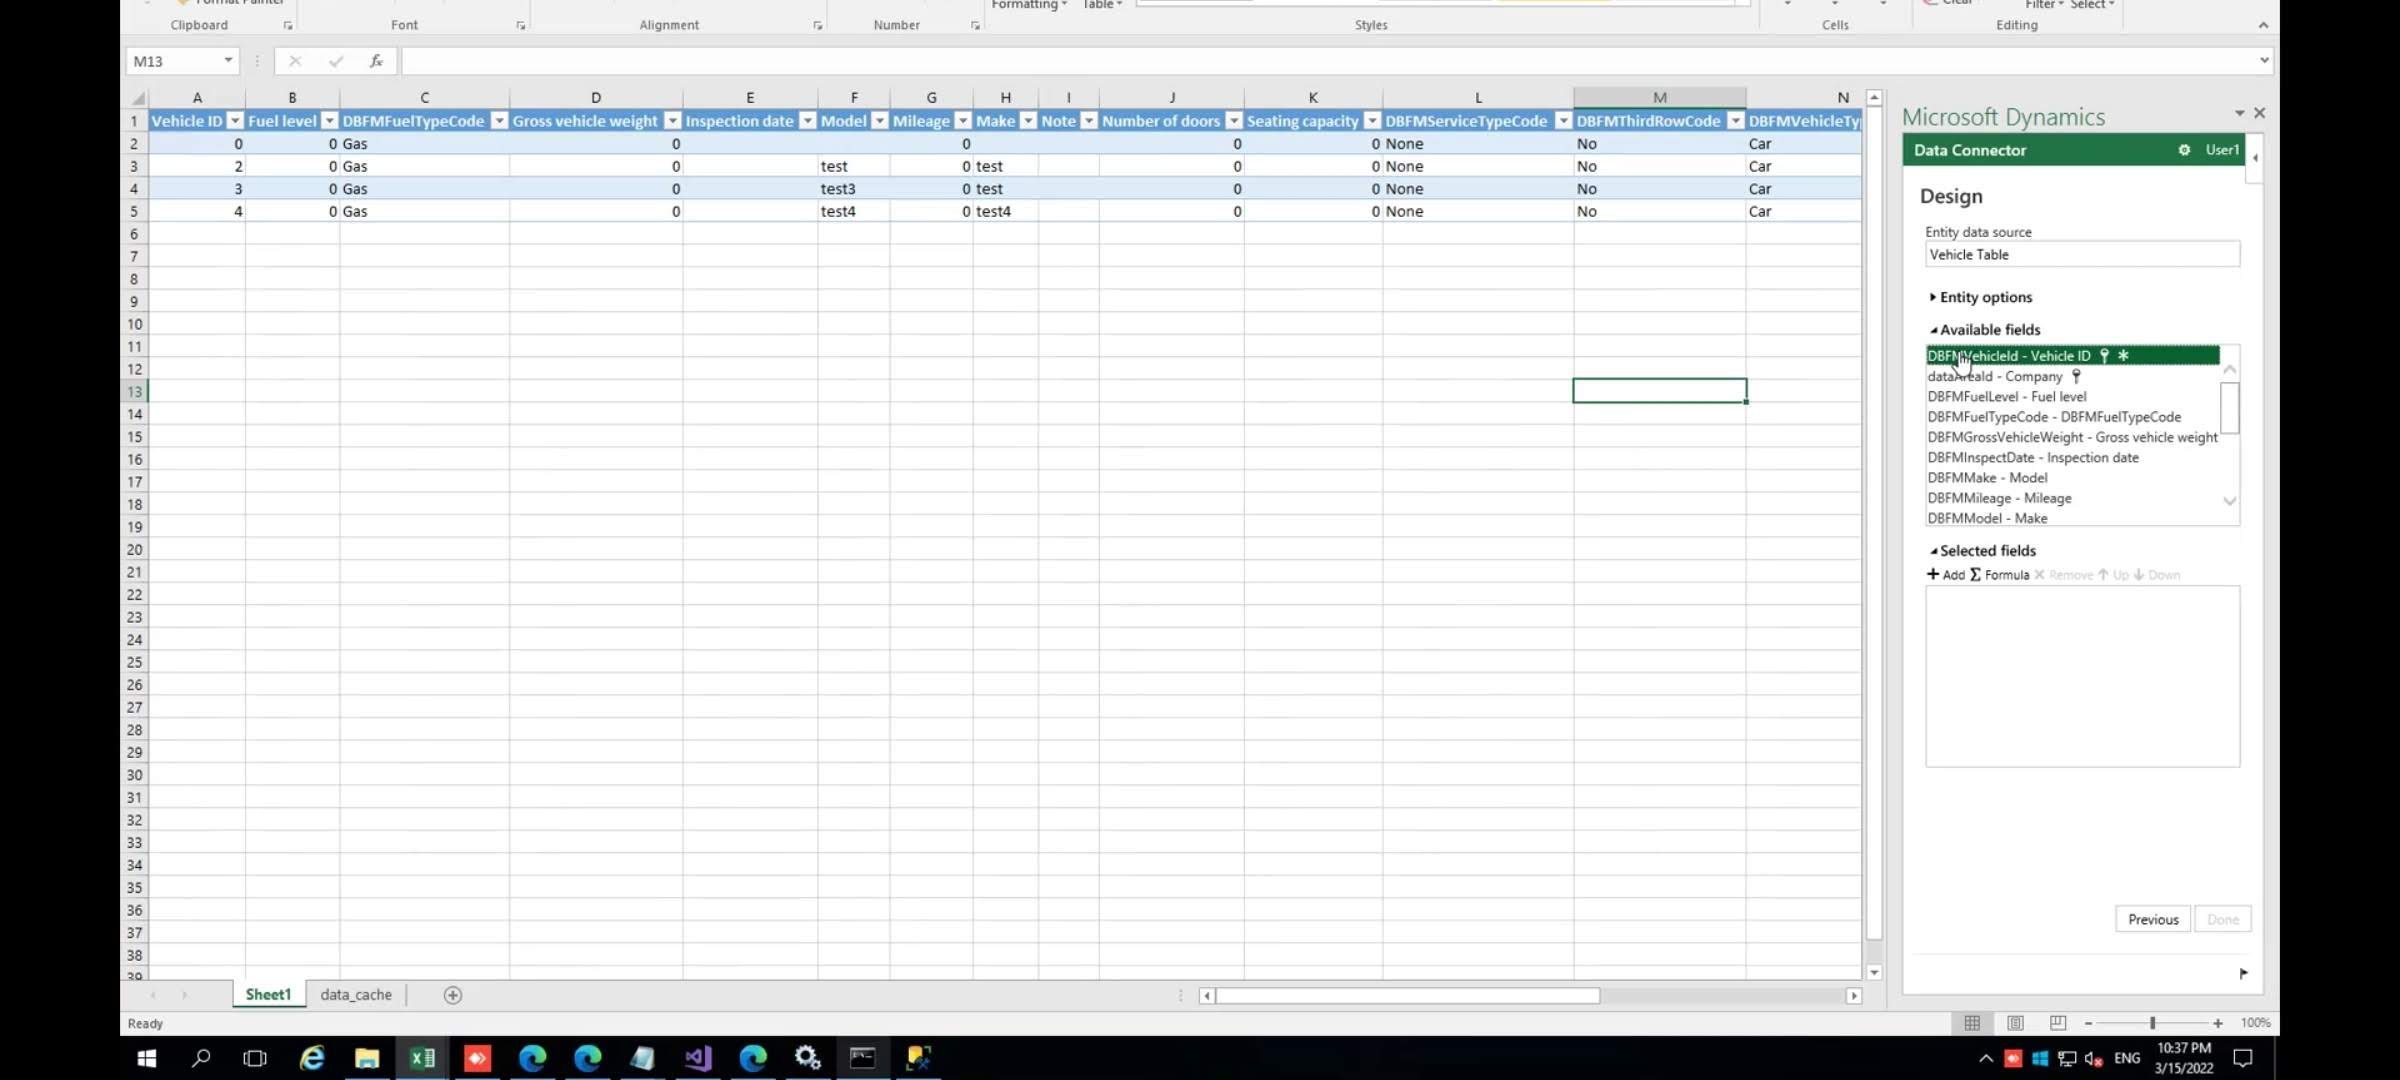 Format Painter
Formatting
Table
Clear
Filter
Select
Clipboard
Font
Alignment
Number
Styles
Cells
Editing
M13
fx
A B C D E F G H I J K L M N
1 Vehicle ID Fuel level DBFMFuelTypeCode Gross vehicle weight Inspection date Model Mileage Make Note Number of doors Seating capacity DBFMServiceTypeCode DBFMThirdRowCode DBFMVehicleTy
2 0 0 Gas 0 0 0 0 None No Car
3 2 0 Gas 0 test 0 test 0 0 None No Car
4 3 0 Gas 0 test3 0 test 0 0 None No Car
5 4 0 Gas 0 test4 0 test4 0 0 None No Car
6
7
8
9
10
11
12
13
14
15
16
17
18
19
20
21
22
23
24
25
26
27
28
29
30
31
32
33
34
35
36
37
38
39
Microsoft Dynamics
Data Connector
User1
Design
Entity data source
Vehicle Table
Entity options
Available fields
DBFMVehicleId - Vehicle ID
dataAreaId - Company
DBFMFuelLevel - Fuel level
DBFMFuelTypeCode - DBFMFuelTypeCode
DBFMGrossVehicleWeight - Gross vehicle weight
DBFMInspectDate - Inspection date
DBFMMake - Model
DBFMMileage - Mileage
DBFMModel - Make
Selected fields
+ Add Σ Formula Remove Up Down
Previous
Done
Sheet1
data_cache
Ready
100%
ENG
10:37 PM
3/15/2022